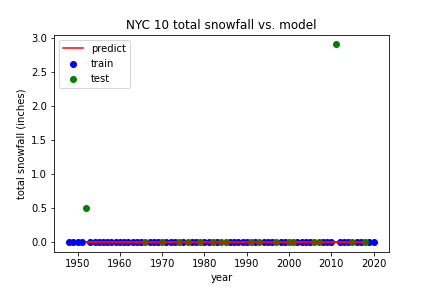 NYC 10 total snowfall vs. model
3.0
2.5
2.0
1.5
1.0
0.5
0.0
total snowfall (inches)
predict
train
test
1950 1960 1970 1980 1990 2000 2010 2020
year